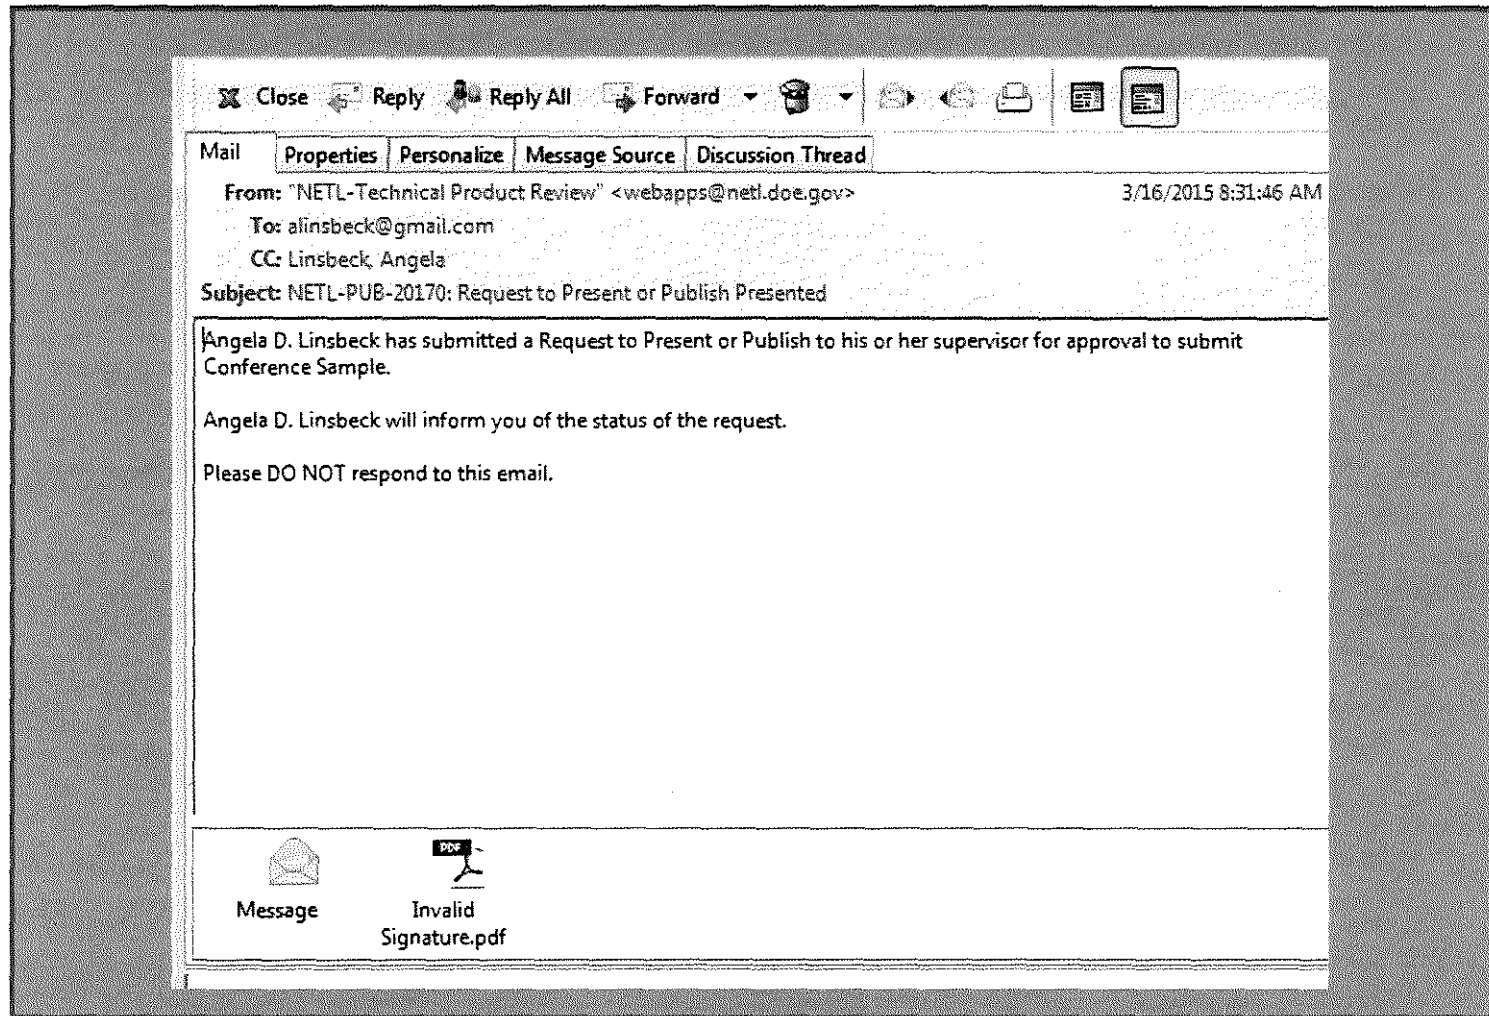 Close Reply Reply All Forward
Mail Properties Personalize Message Source Discussion Thread
From: "NETL-Technical Product Review" <webapps@netl.doe.gov> 3/16/2015 8:31:46 AM
To: alinsbeck@gmail.com
CC: Linsbeck, Angela
Subject: NETL-PUB-20170: Request to Present or Publish Presented
Angela D. Linsbeck has submitted a Request to Present or Publish to his or her supervisor for approval to submit
Conference Sample.
Angela D. Linsbeck will inform you of the status of the request.
Please DO NOT respond to this email.
PDF
Message Invalid
Signature.pdf